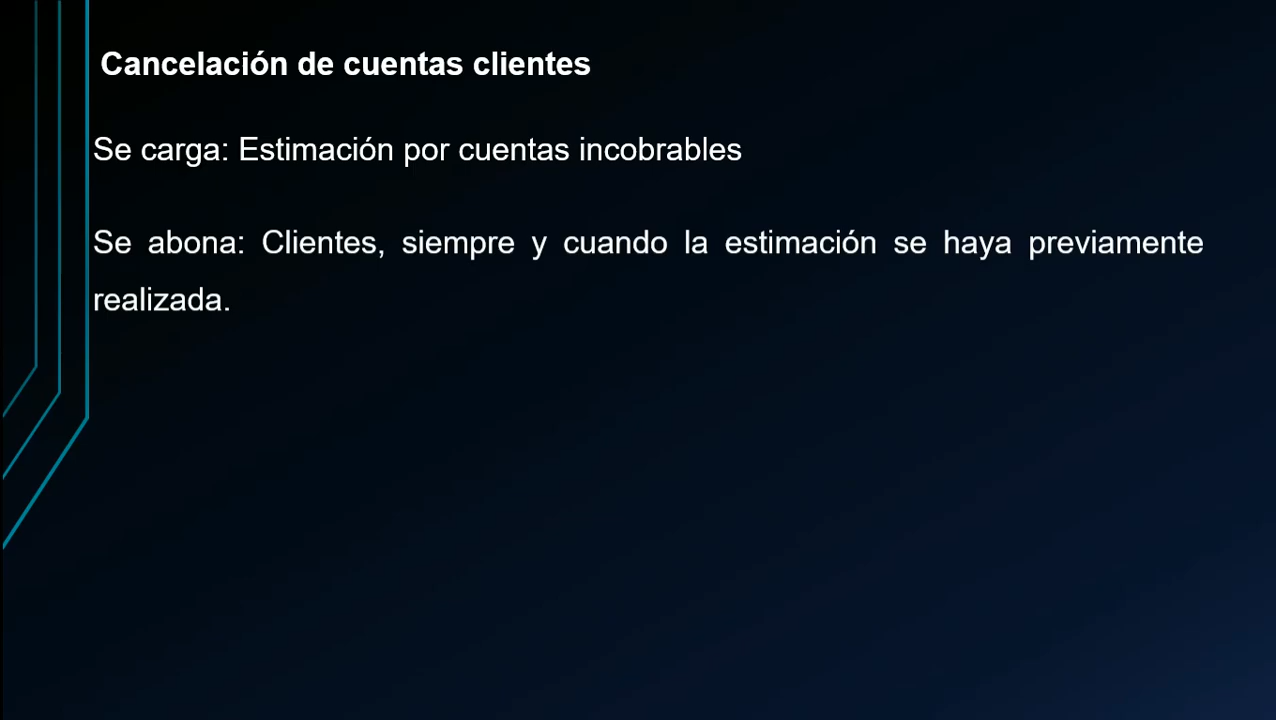 Cancelación de cuentas clientes
Se carga: Estimación por cuentas incobrables
Se abona: Clientes, siempre y cuando la estimación se haya previamente
realizada.